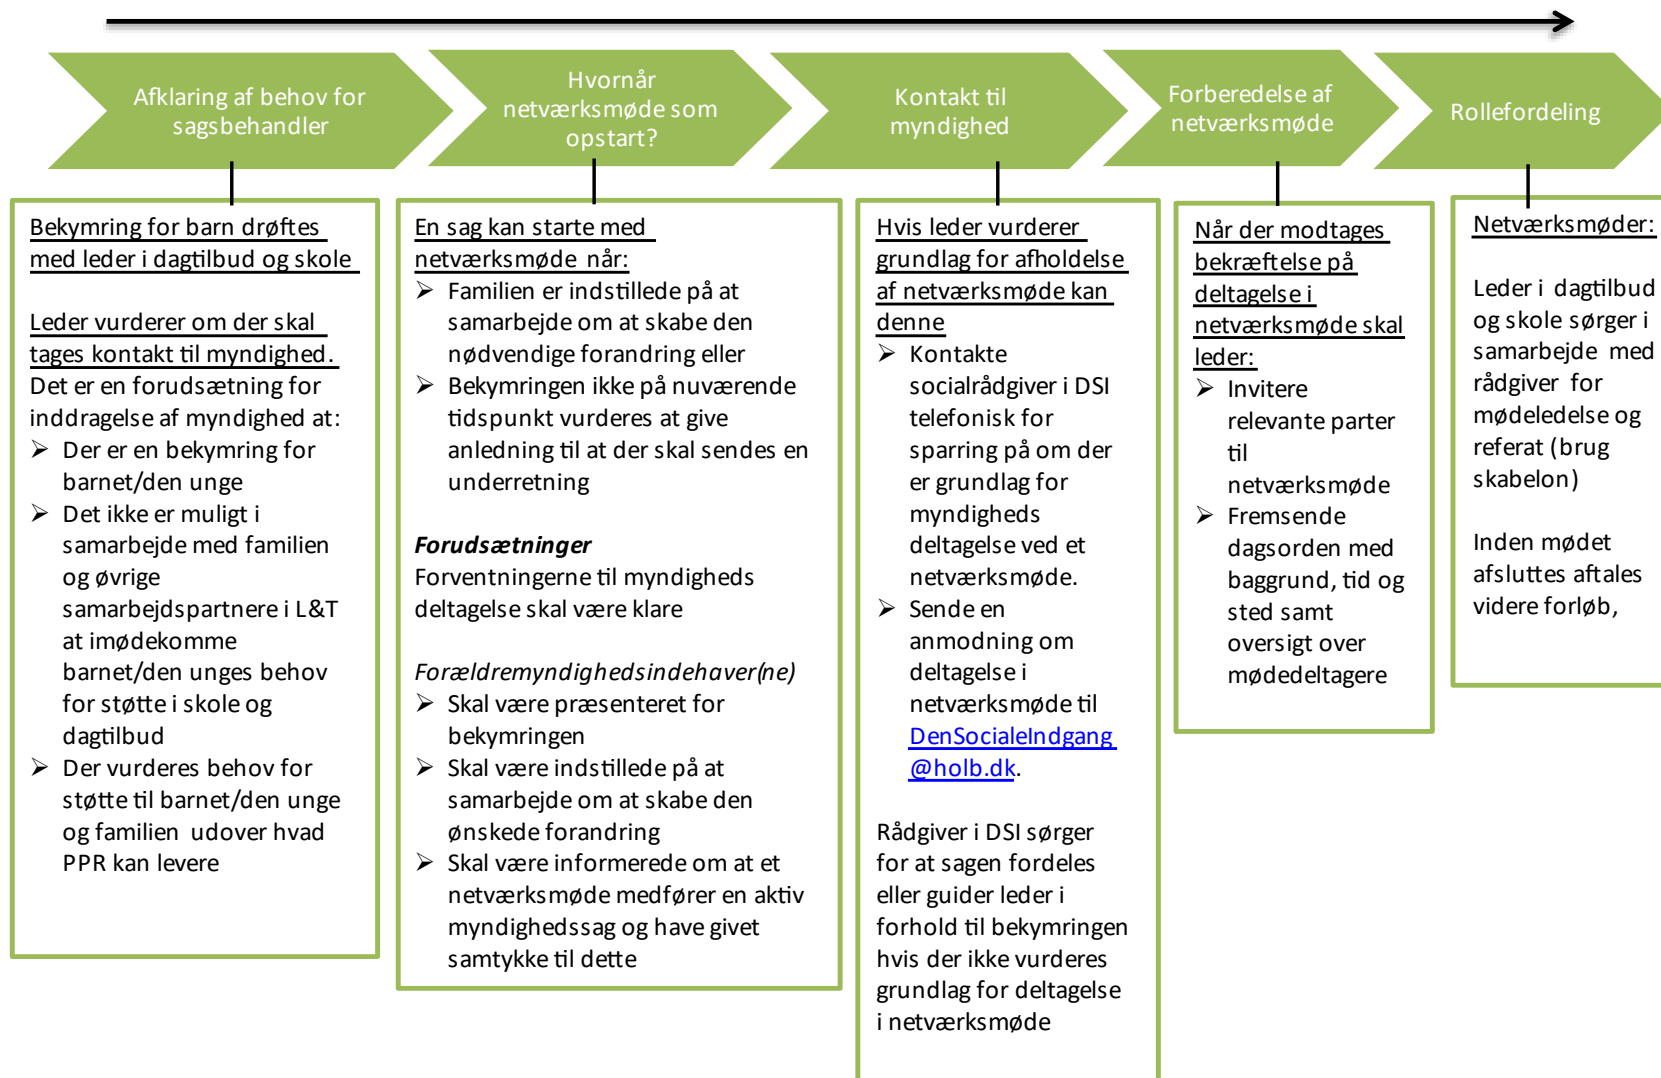 Afklaring af behov for
sagsbehandler
Hvornår
netværksmøde som
opstart?
Kontakt til
myndighed
Forberedelse af
netværksmøde
Rollefordeling
Bekymring for barn drøftes
med leder i dagtilbud og skole
Leder vurderer om der skal
tages kontakt til myndighed.
Det er en forudsætning for
inddragelse af myndighed at:
➢ Der er en bekymring for
barnet/den unge
➢ Det ikke er muligt i
samarbejde med familien
og øvrige
samarbejdspartnere i L&T
at imødekomme
barnet/den unges behov
for støtte i skole og
dagtilbud
➢ Der vurderes behov for
støtte til barnet/den unge
og familien udover hvad
PPR kan levere
En sag kan starte med
netværksmøde når:
➢ Familien er indstillede på at
samarbejde om at skabe den
nødvendige forandring eller
➢ Bekymringen ikke på nuværende
tidspunkt vurderes at give
anledning til at der skal sendes en
underretning
Forudsætninger
Forventningerne til myndigheds
deltagelse skal være klare
Forældremyndighedsindehaver(ne)
➢ Skal være præsenteret for
bekymringen
➢ Skal være indstillede på at
samarbejde om at skabe den
ønskede forandring
➢ Skal være informerede om at et
netværksmøde medfører en aktiv
myndighedssag og have givet
samtykke til dette
Hvis leder vurderer
grundlag for afholdelse
af netværksmøde kan
denne
➢ Kontakte
socialrådgiver i DSI
telefonisk for
sparring på om der
er grundlag for
myndigheds
deltagelse ved et
netværksmøde.
➢ Sende en
anmodning om
deltagelse i
netværksmøde til
DenSocialeIndgang
@holb.dk.
Rådgiver i DSI sørger
for at sagen fordeles
eller guider leder i
forhold til bekymringen
hvis der ikke vurderes
grundlag for deltagelse
i netværksmøde
Når der modtages
bekræftelse på
deltagelse i
netværksmøde skal
leder:
➢ Invitere
relevante parter
til
netværksmøde
➢ Fremsende
dagsorden med
baggrund, tid og
sted samt
oversigt over
mødedeltagere
Netværksmøder:
Leder i dagtilbud
og skole sørger i
samarbejde med
rådgiver for
mødeledelse og
referat (brug
skabelon)
Inden mødet
afsluttes aftales
videre forløb,